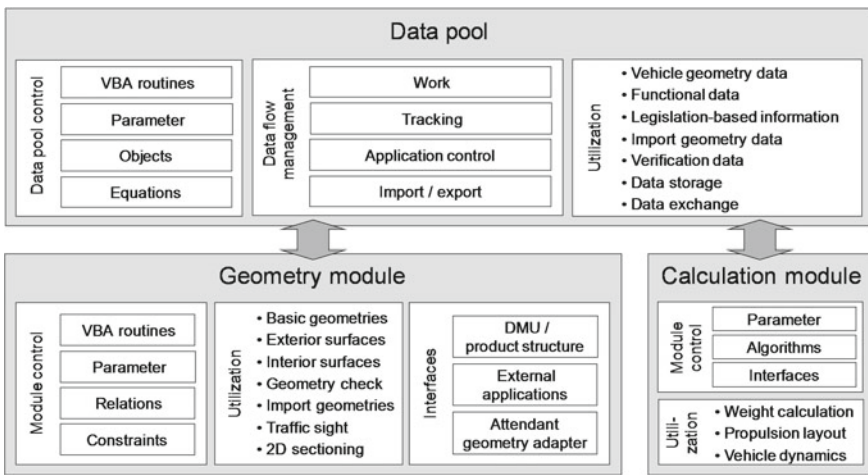 Data pool
Data pool control
VBA routines
Parameter
Objects
Equations
Data flow
management
Work
Tracking
Application control
Import / export
Utilization
• Vehicle geometry data
• Functional data
• Legislation-based information
• Import geometry data
• Verification data
• Data storage
• Data exchange
Geometry module
Module control
VBA routines
Parameter
Relations
Constraints
Utilization
• Basic geometries
• Exterior surfaces
• Interior surfaces
• Geometry check
• Import geometries
• Traffic sight
• 2D sectioning
Interfaces
DMU /
product structure
External
applications
Attendant
geometry adapter
Calculation module
Module
control
Parameter
Algorithms
Interfaces
Utili-
zation
• Weight calculation
• Propulsion layout
• Vehicle dynamics